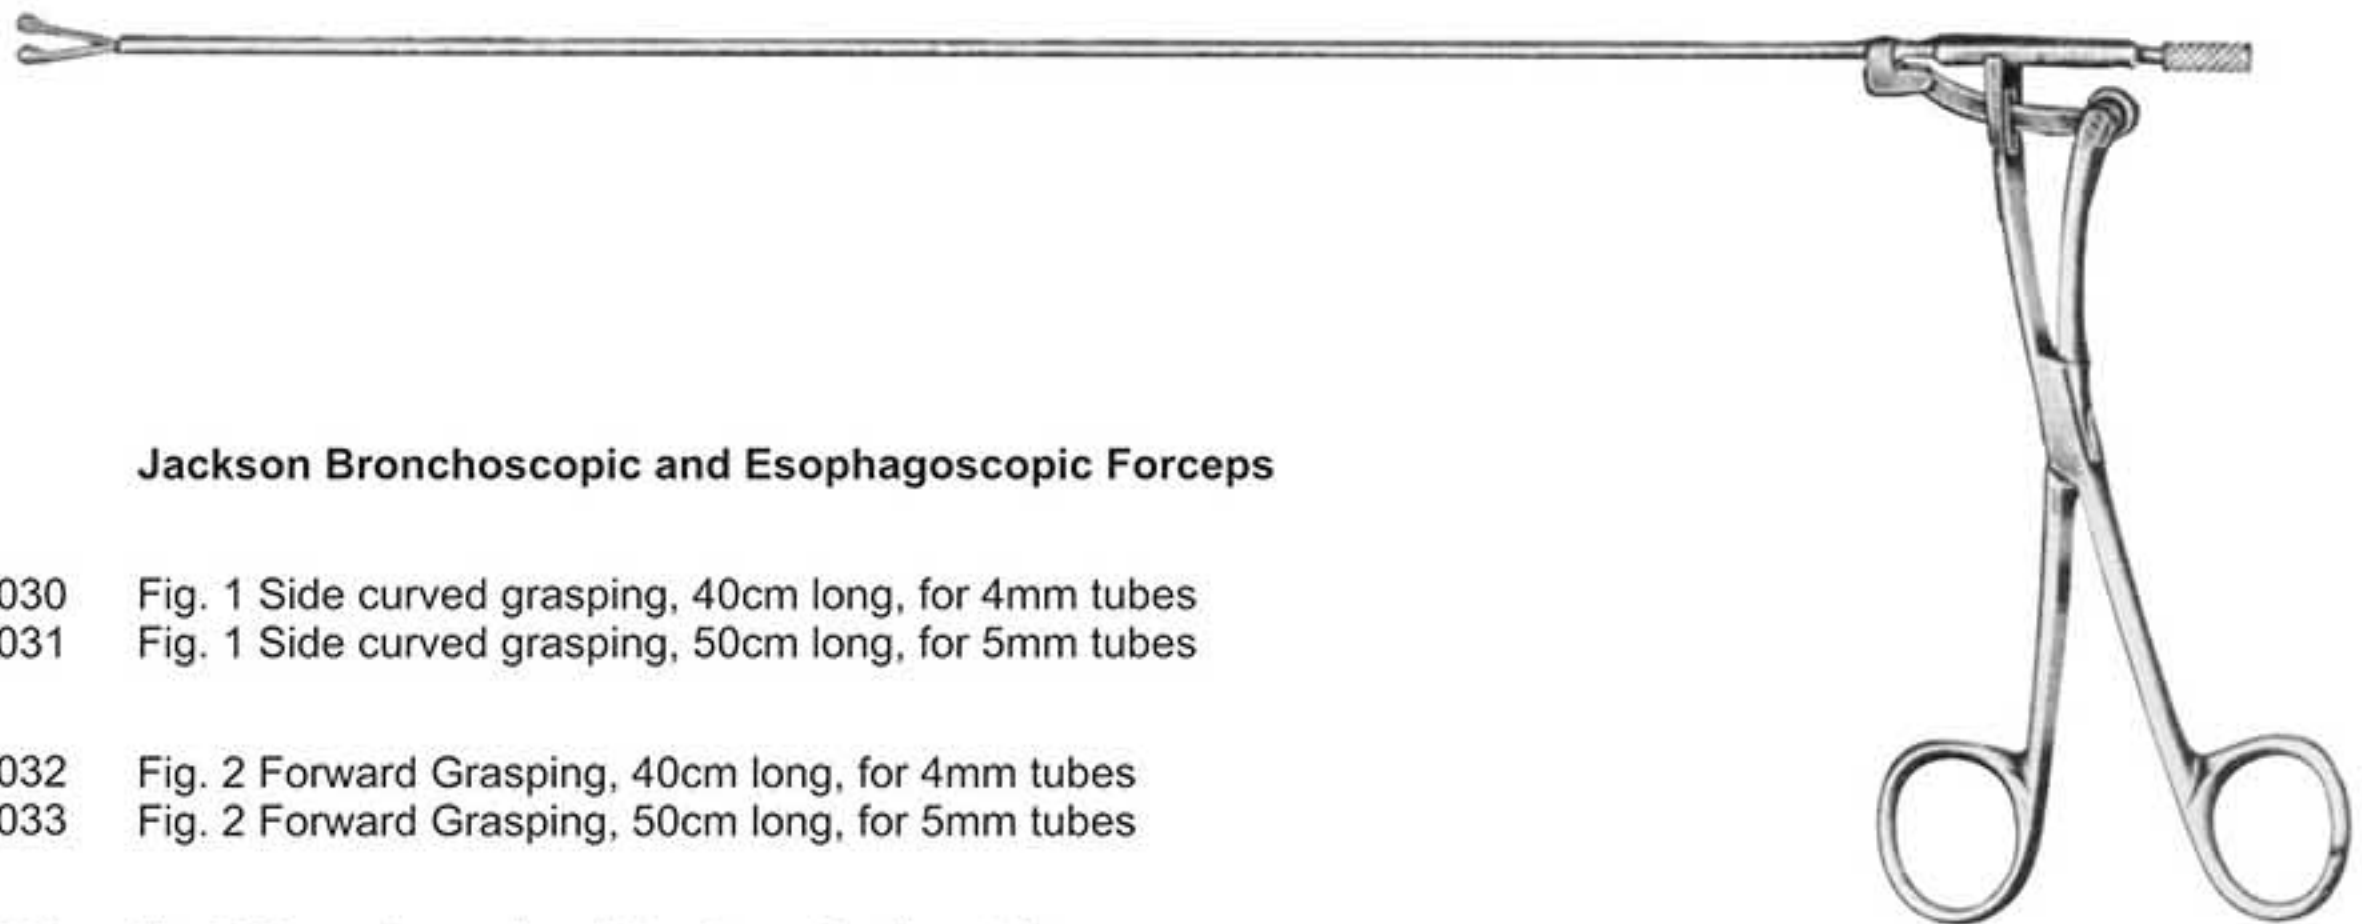 Jackson Bronchoscopic and Esophagoscopic Forceps
030 Fig. 1 Side curved grasping, 40cm long, for 4mm tubes
031 Fig. 1 Side curved grasping, 50cm long, for 5mm tubes
032 Fig. 2 Forward Grasping, 40cm long, for 4mm tubes
033 Fig. 2 Forward Grasping, 50cm long, for 5mm tubes